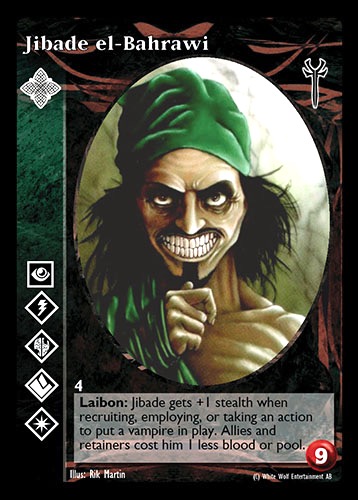 Jibade el-Bahrawi
4
Laibon: Jibade gets +1 stealth when
recruiting, employing, or taking an action
to put a vampire in play. Allies and
retainers cost him 1 less blood or pool.
9
Illus: Rik Martin
(C) White Wolf Entertainment AB